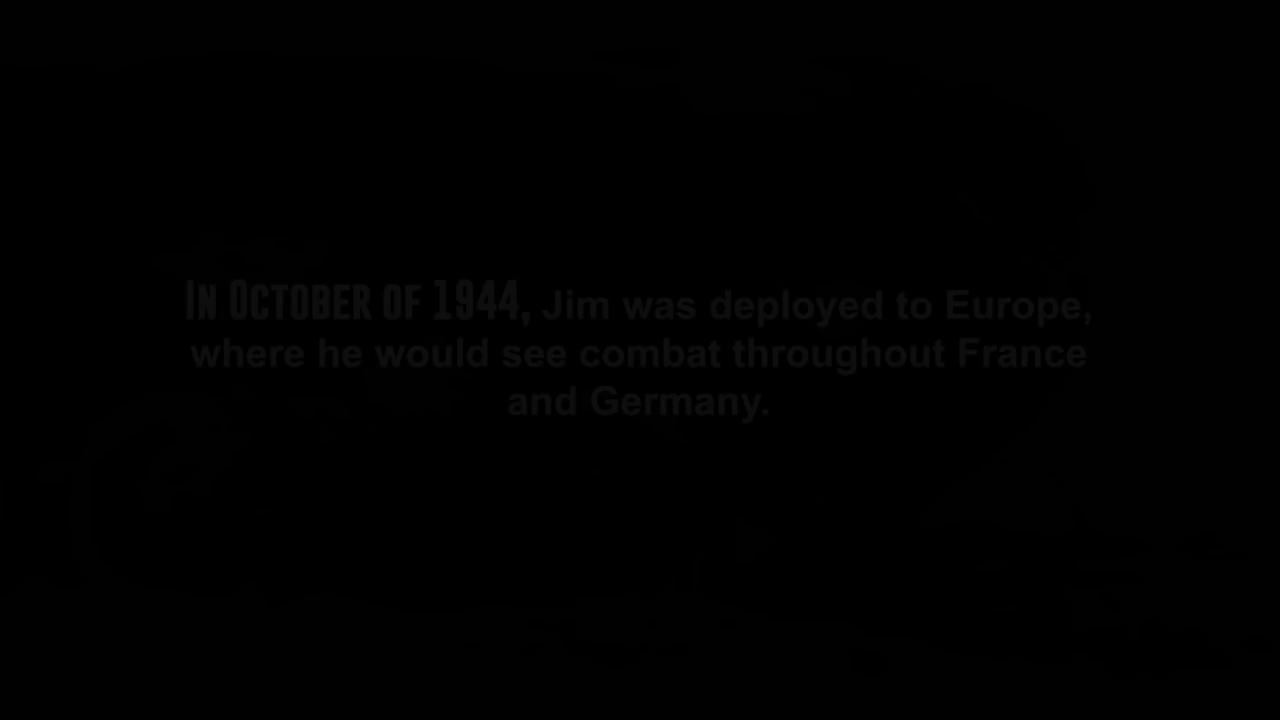 In October of 1944, Jim was deployed to Europe,
where he would see combat throughout France
and Germany.